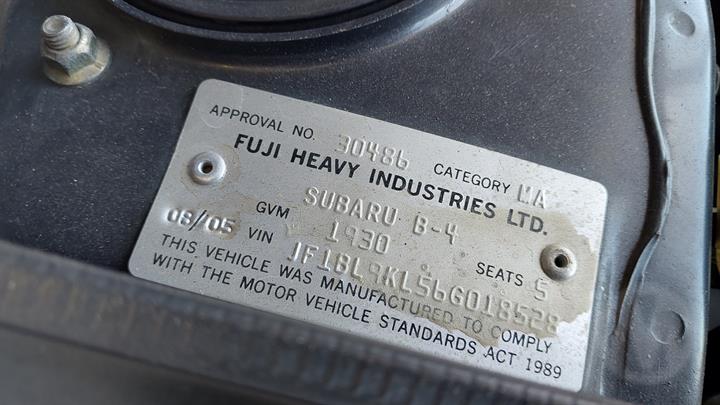 APPROVAL NO. 30486 CATEGORY MA
FUJI HEAVY INDUSTRIES LTD.
SUBARU B-4
08/05 GVM 1930 SEATS 5
VIN JF1BL9KL56G018528
THIS VEHICLE WAS MANUFACTURED TO COMPLY
WITH THE MOTOR VEHICLE STANDARDS ACT 1989